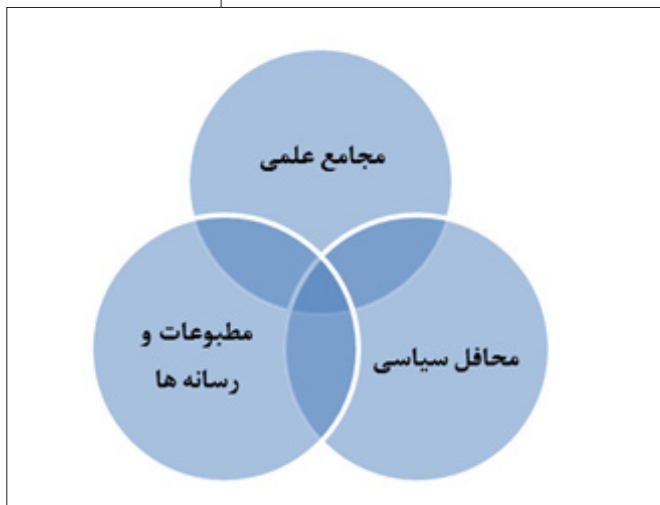 مجامع علمی
محافل سیاسی
مطبوعات و
رسانه ها